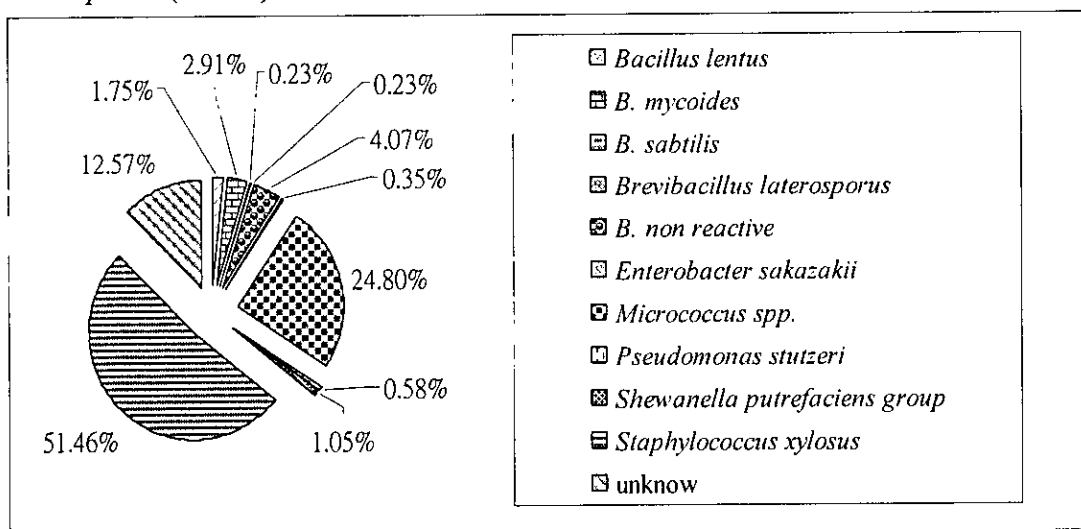 2.91%
0.23%
0.23%
1.75%
4.07%
12.57%
0.35%
24.80%
0.58%
51.46%
1.05%
Bacillus lentus
B. mycoides
B. sabtilis
Brevibacillus laterosporus
B. non reactive
Enterobacter sakazakii
Micrococcus spp.
Pseudomonas stutzeri
Shewanella putrefaciens group
Staphylococcus xylosus
unknow